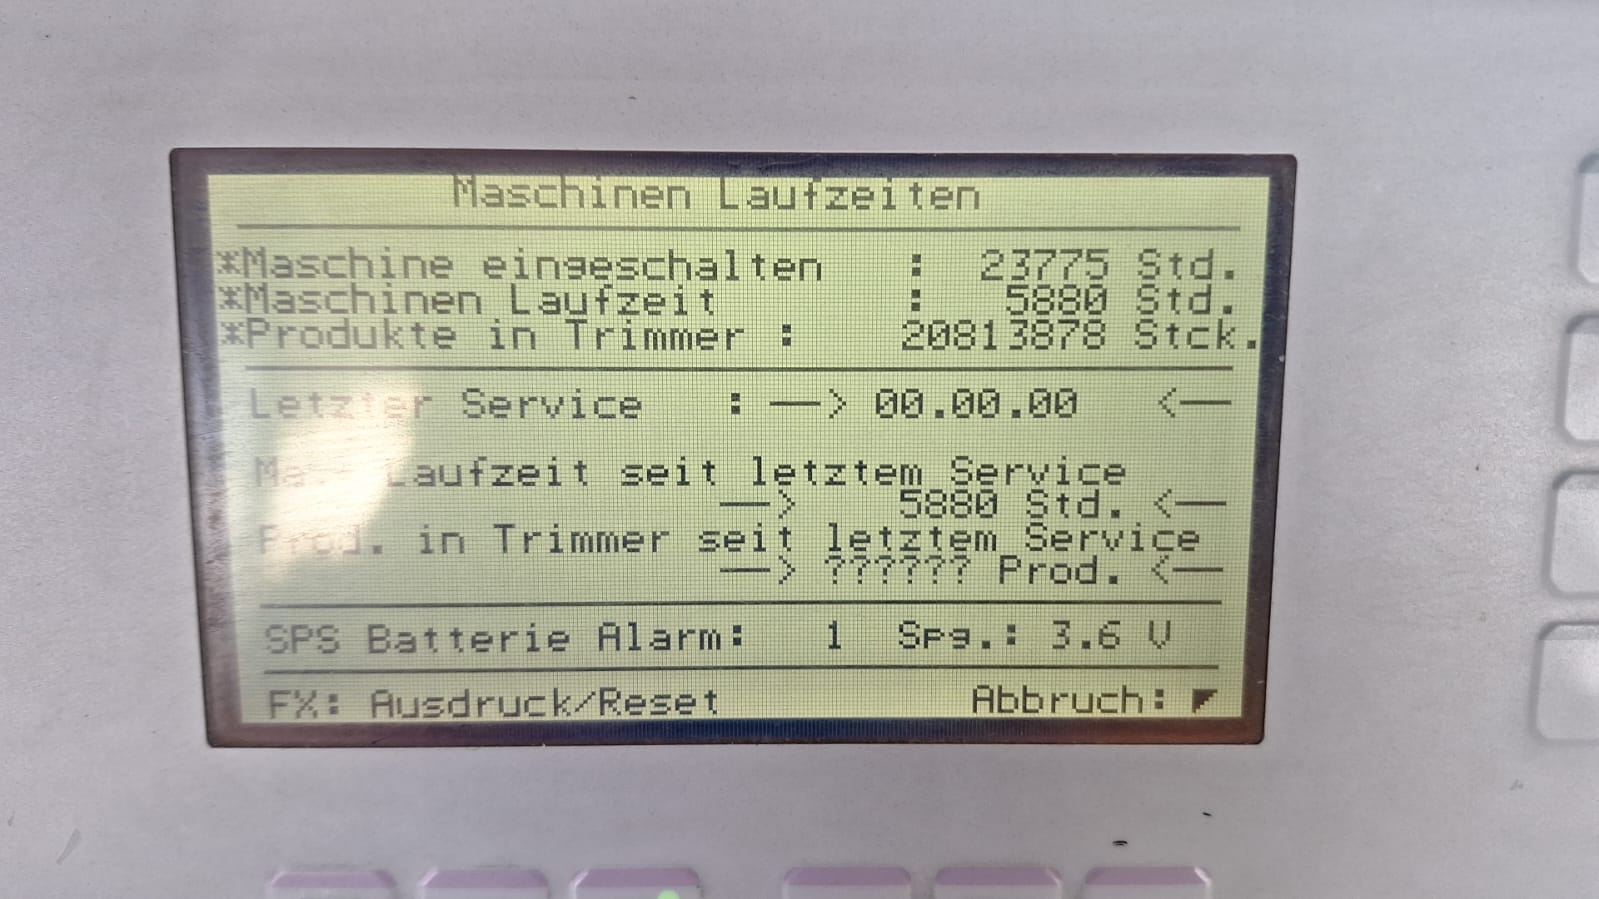 Maschinen Laufzeiten
*Maschine eingeschalten : 23775 Std.
*Maschinen Laufzeit : 5880 Std.
*Produkte in Trimmer : 20813878 Stck.
Letzter Service : —> 00.00.00 <—
Laufzeit seit letztem Service
—> 5880 Std. <—
Prod. in Trimmer seit letztem Service
—> ?????? Prod. <—
SPS Batterie Alarm: 1 Spg.: 3.6 V
FX: Ausdruck/Reset Abbruch: